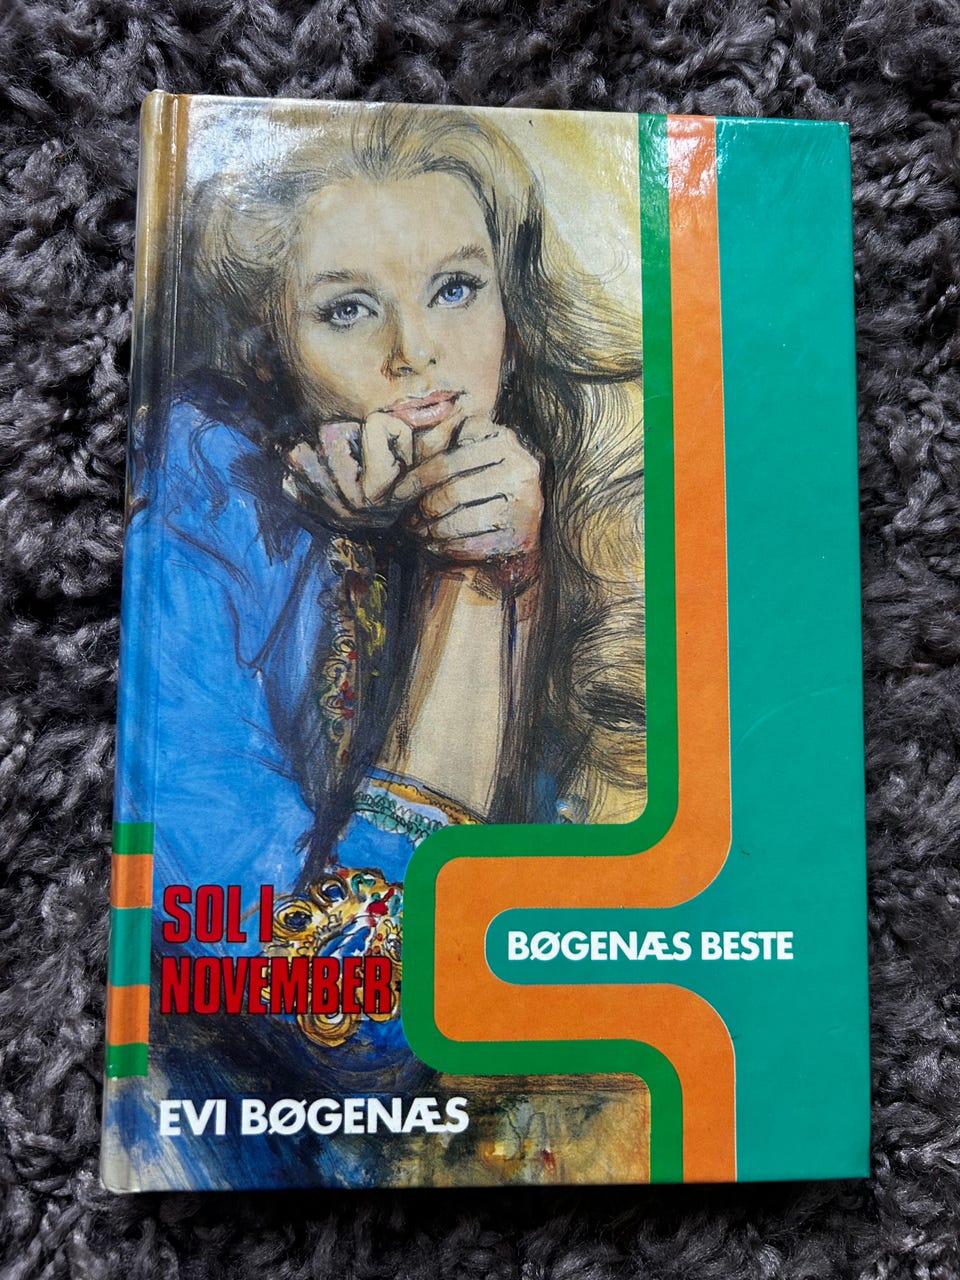 SOL I
NOVEMBER
BØGENÆS BESTE
EVI BØGENÆS